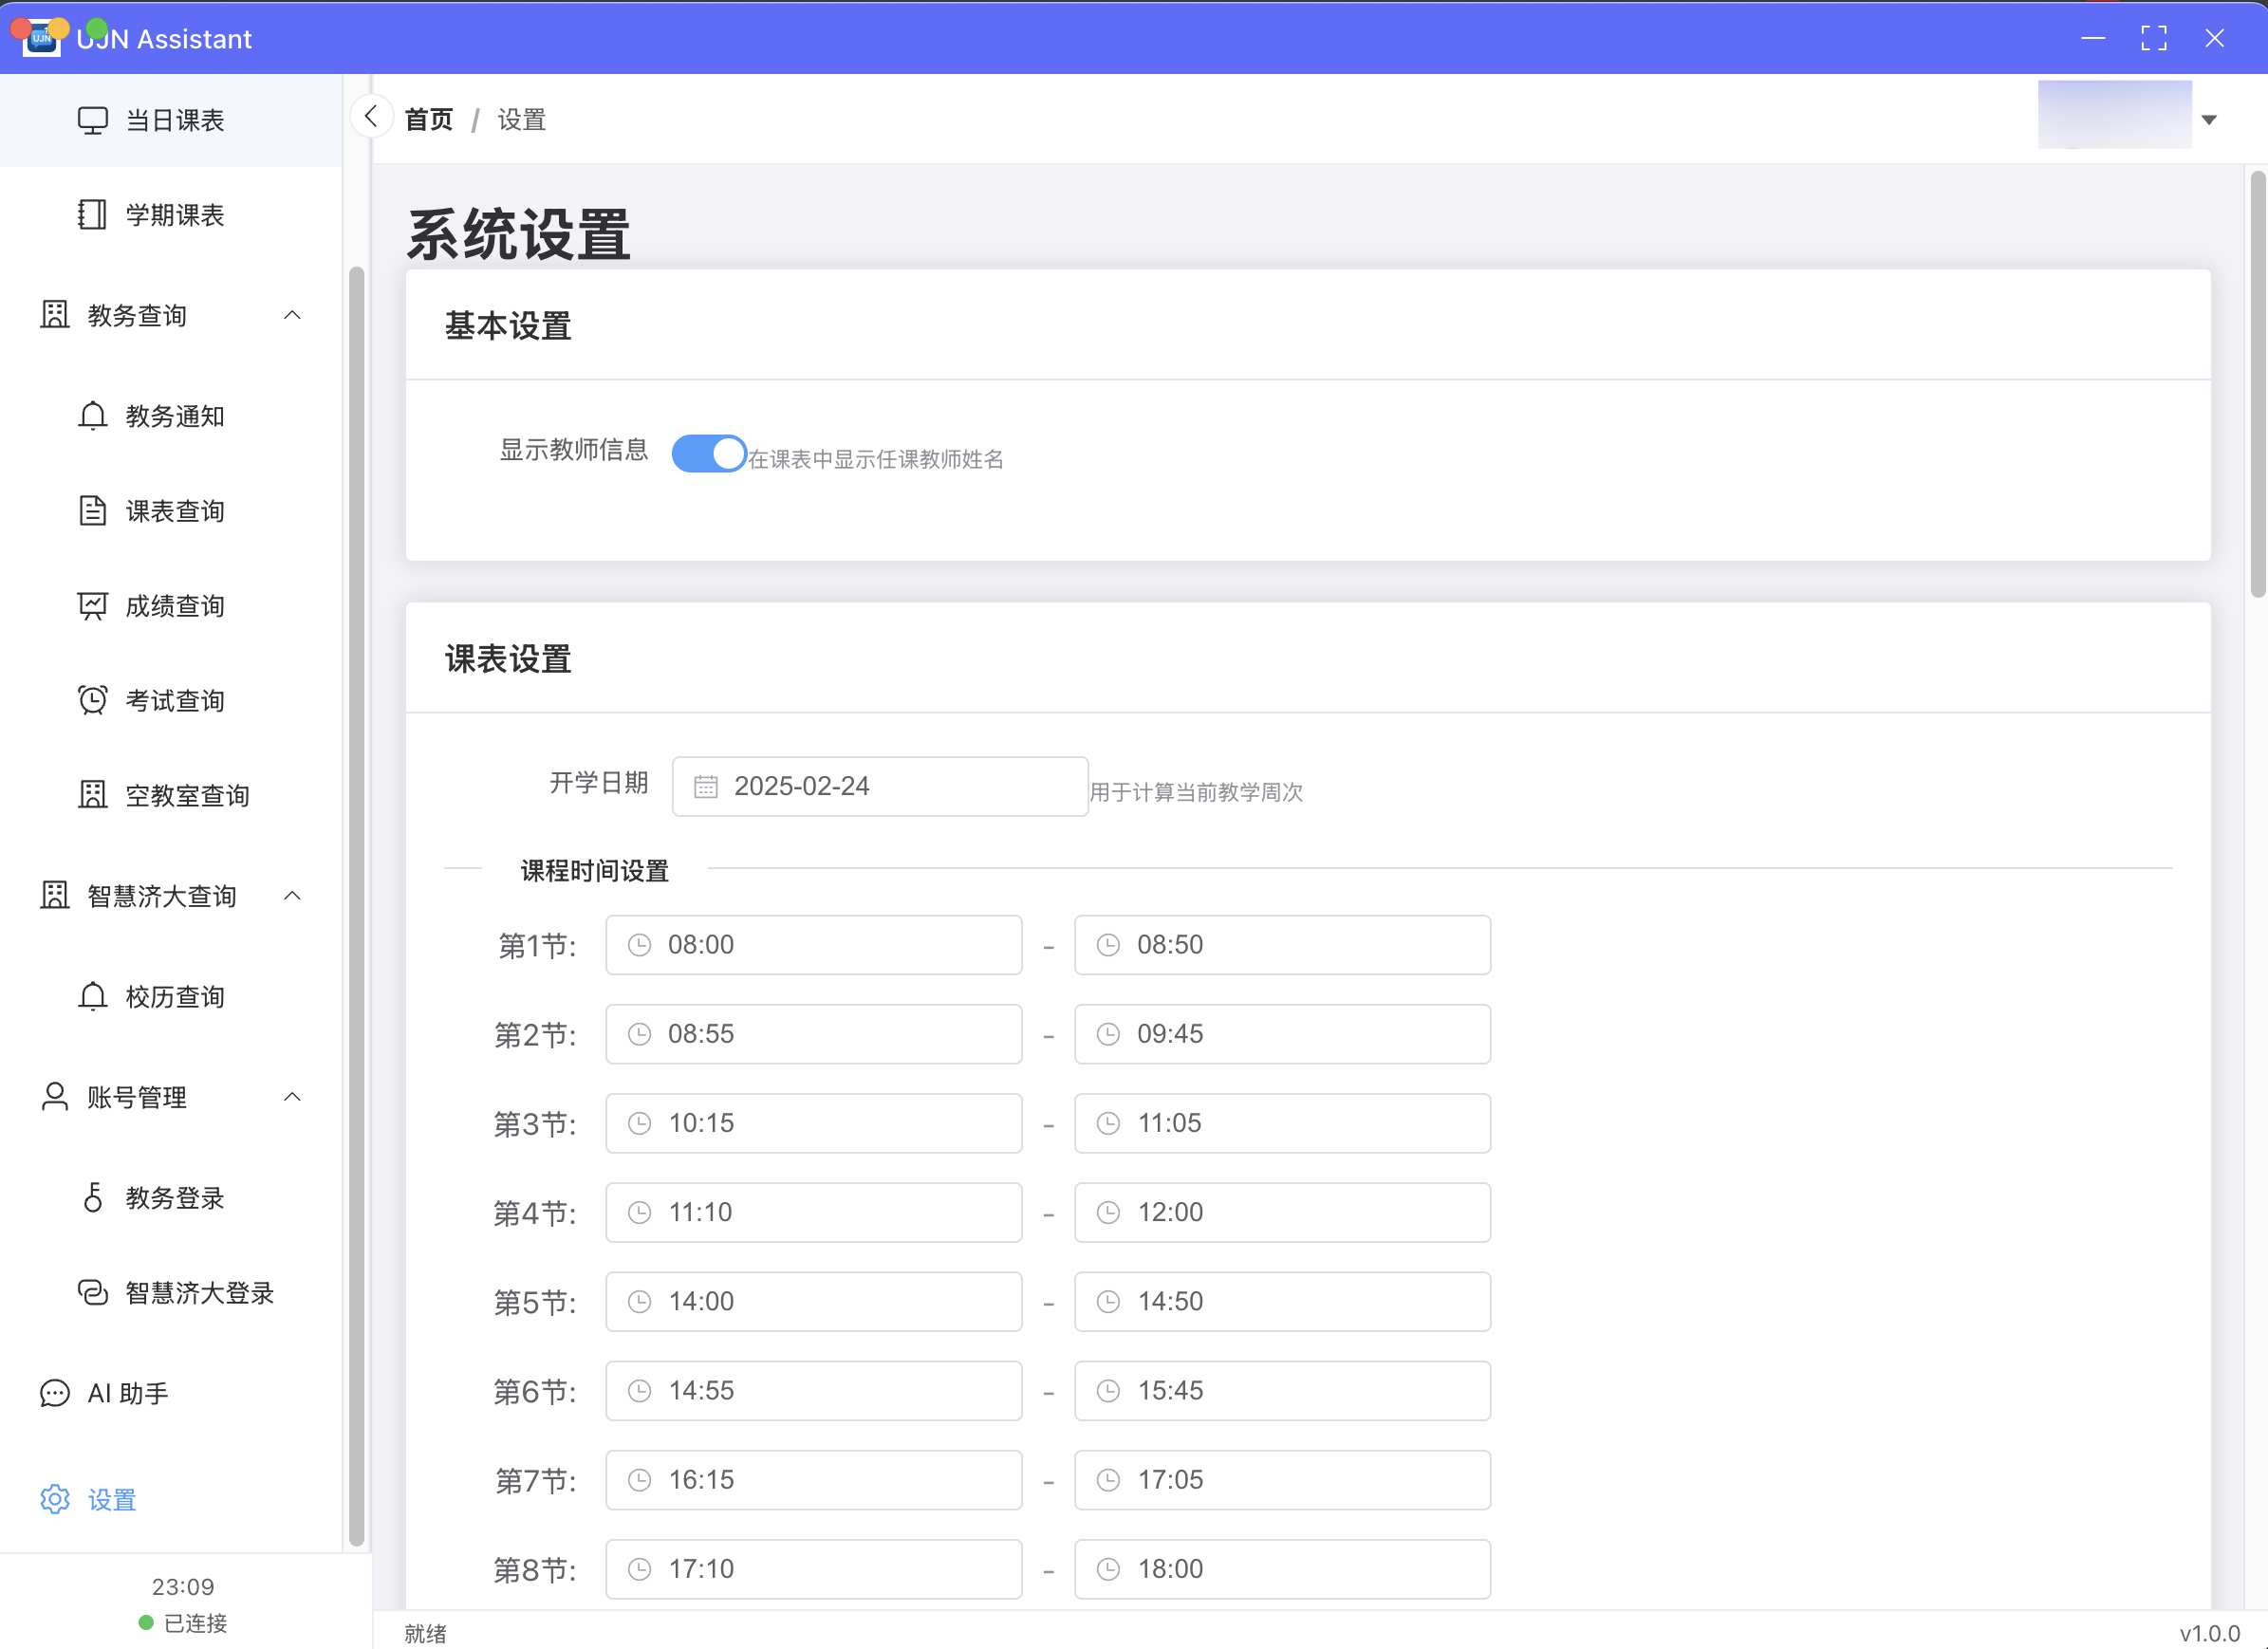 UJN Assistant
当日课表
学期课表
教务查询
教务通知
课表查询
成绩查询
考试查询
空教室查询
智慧济大查询
校历查询
账号管理
教务登录
智慧济大登录
AI 助手
设置
23:09
已连接
首页 / 设置
系统设置
基本设置
显示教师信息 在课表中显示任课教师姓名
课表设置
开学日期 2025-02-24 用于计算当前教学周次
课程时间设置
第1节: 08:00 - 08:50
第2节: 08:55 - 09:45
第3节: 10:15 - 11:05
第4节: 11:10 - 12:00
第5节: 14:00 - 14:50
第6节: 14:55 - 15:45
第7节: 16:15 - 17:05
第8节: 17:10 - 18:00
就绪
v1.0.0